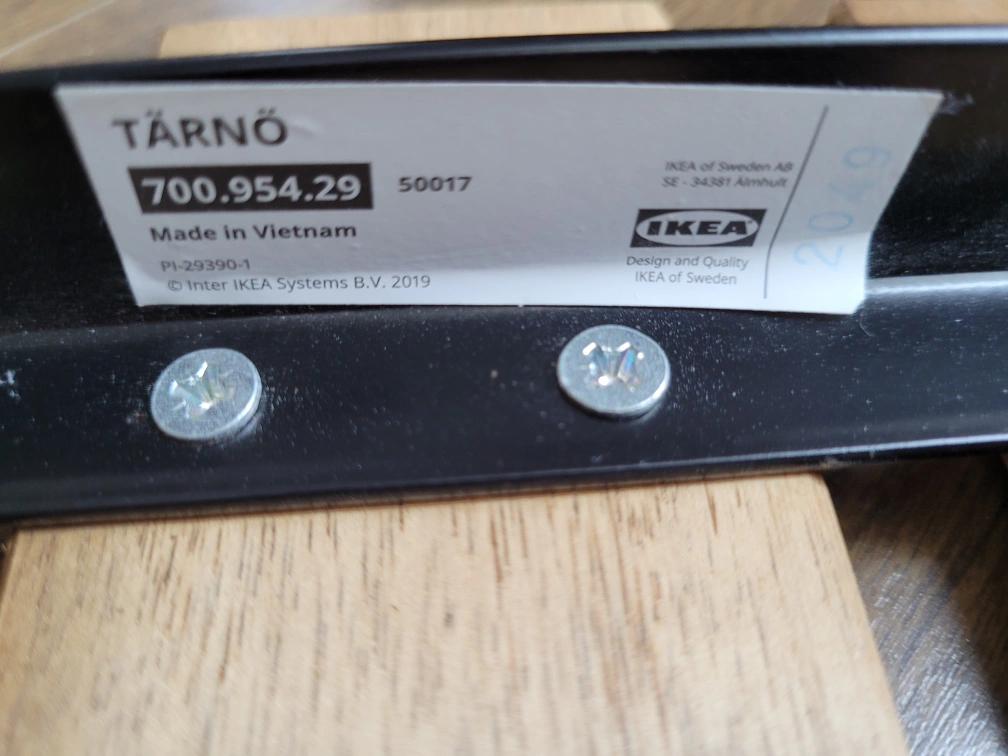 TÄRNÖ
700.954.29 50017
Made in Vietnam
PI-29390-1
© Inter IKEA Systems B.V. 2019
IKEA of Sweden AB
SE - 34381 Älmhult
IKEA
Design and Quality
IKEA of Sweden
2049